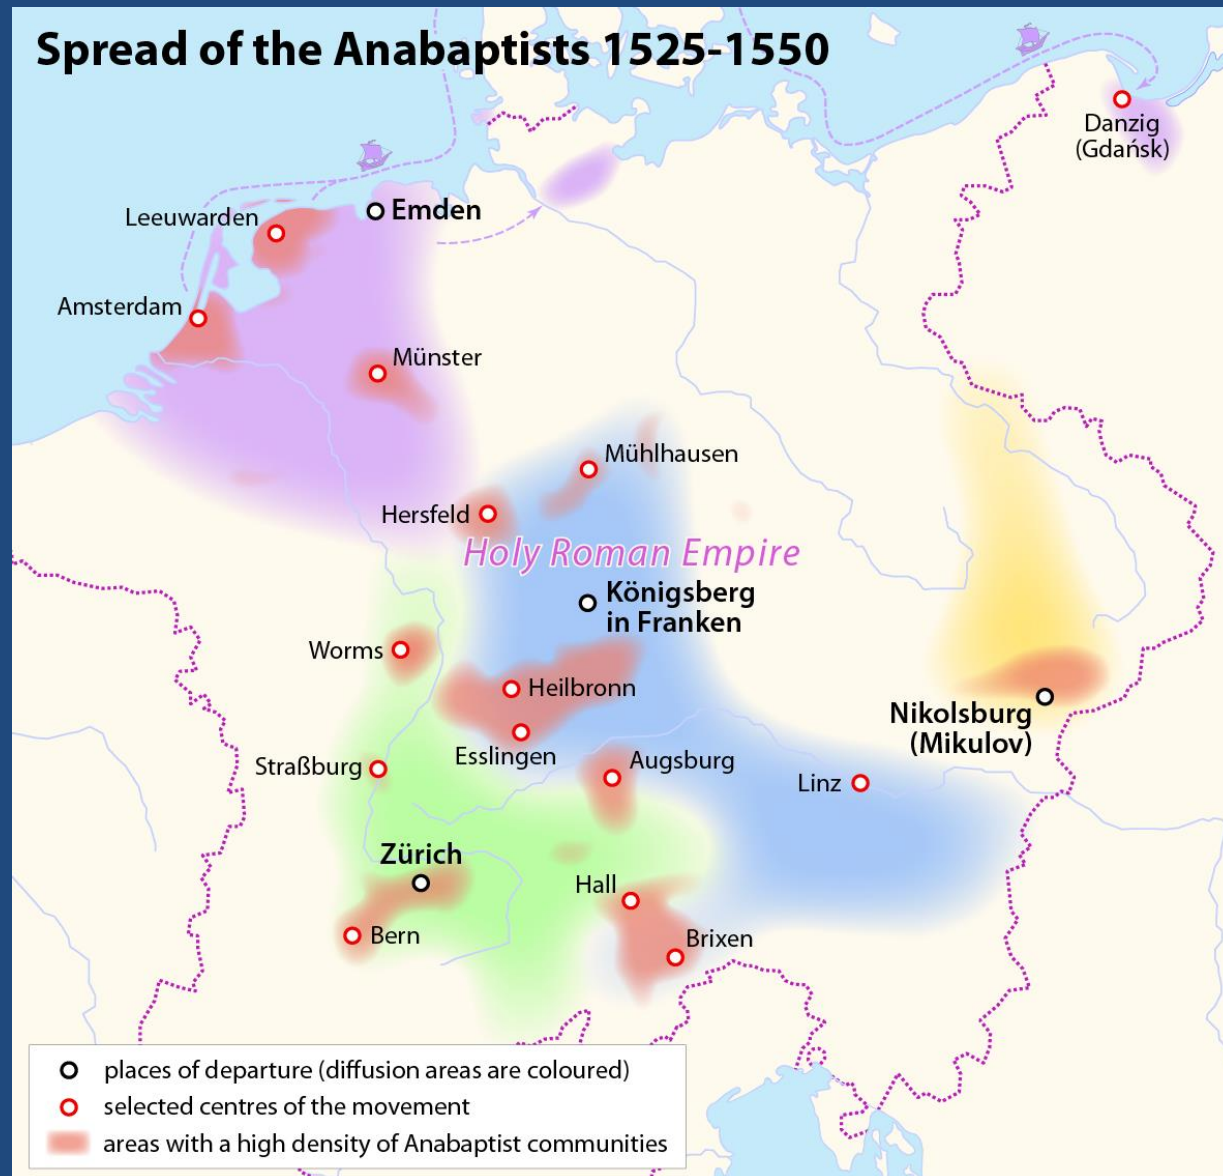 Spread of the Anabaptists 1525-1550
Danzig
(Gdańsk)
Emden
Leeuwarden
Amsterdam
Münster
Mühlhausen
Hersfeld
Holy Roman Empire
Königsberg
in Franken
Worms
Heilbronn
Nikolsburg
(Mikulov)
Esslingen
Straßburg
Augsburg
Linz
Zürich
Hall
Bern
Brixen
places of departure (diffusion areas are coloured)
selected centres of the movement
areas with a high density of Anabaptist communities